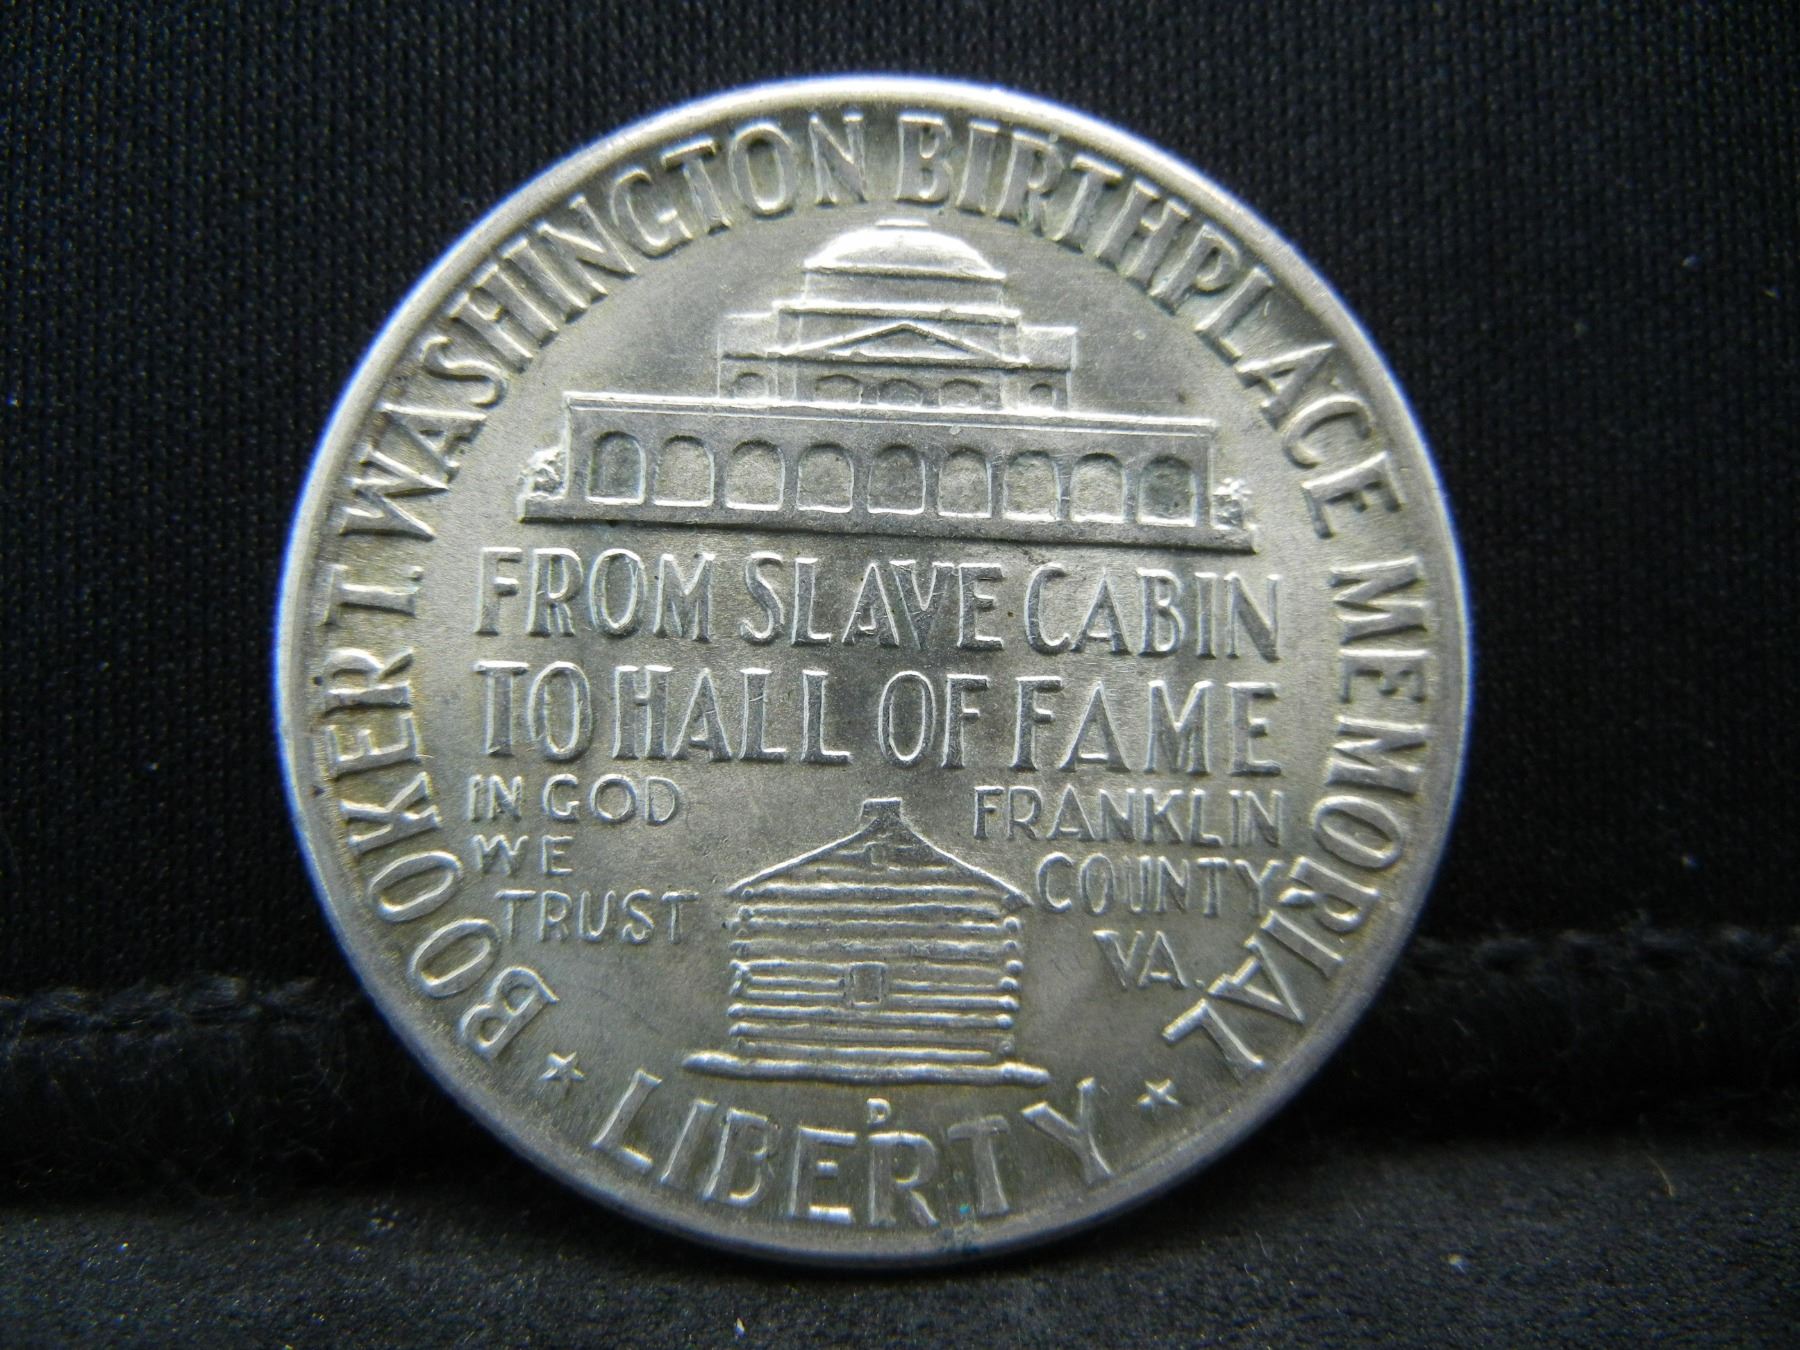 BOOKER T. WASHINGTON BIRTHPLACE MEMORIAL
FROM SLAVE CABIN
TO HALL OF FAME
IN GOD
WE
TRUST
FRANKLIN
COUNTY
VA.
D
LIBERTY